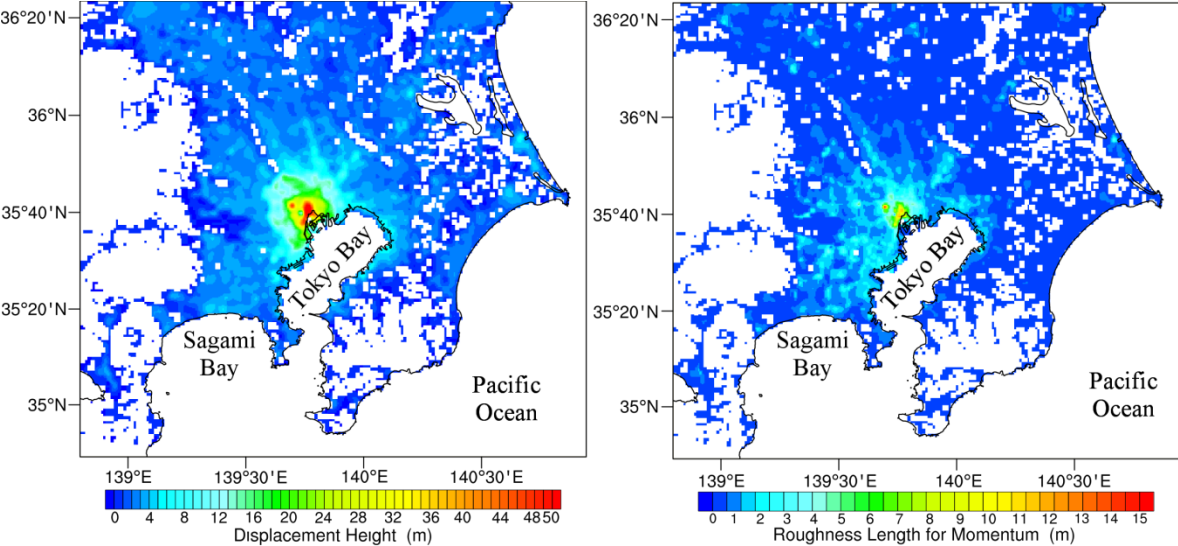 36°20'N
36°N
35°40'N
35°20'N
35°N
Tokyo Bay
Sagami
Bay
Pacific
Ocean
139°E 139°30'E 140°E 140°30'E
0 4 8 12 16 20 24 28 32 36 40 44 48 50
Displacement Height (m)
36°20'N
36°N
35°40'N
35°20'N
35°N
Tokyo Bay
Sagami
Bay
Pacific
Ocean
139°E 139°30'E 140°E 140°30'E
0 1 2 3 4 5 6 7 8 9 10 11 12 13 14 15
Roughness Length for Momentum (m)